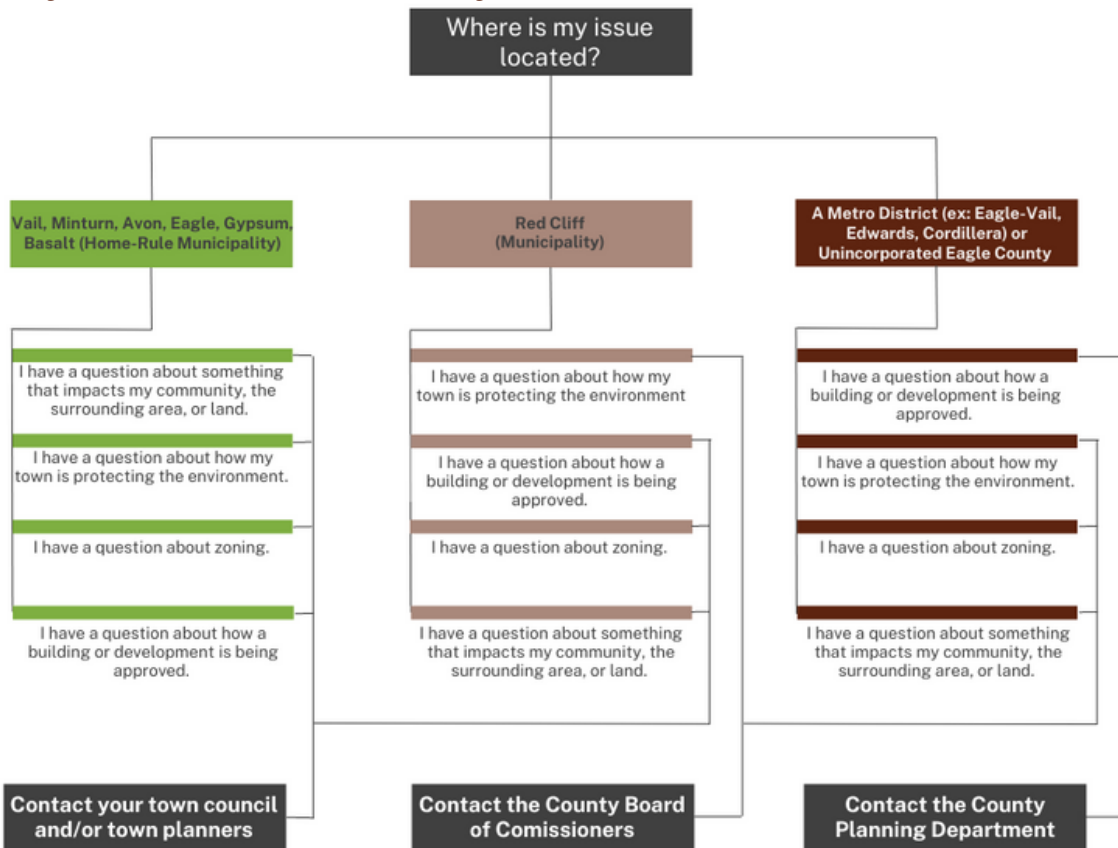 Where is my issue
located?
Vail, Minturn, Avon, Eagle, Gypsum,
Basalt (Home-Rule Municipality)
Red Cliff
(Municipality)
A Metro District (ex: Eagle-Vail,
Edwards, Cordillera) or
Unincorporated Eagle County
I have a question about something
that impacts my community, the
surrounding area, or land.
I have a question about how my
town is protecting the environment.
I have a question about zoning.
I have a question about how a
building or development is being
approved.
I have a question about how my
town is protecting the environment
I have a question about how a
building or development is being
approved.
I have a question about zoning.
I have a question about something
that impacts my community, the
surrounding area, or land.
I have a question about how a
building or development is being
approved.
I have a question about how my
town is protecting the environment.
I have a question about zoning.
I have a question about something
that impacts my community, the
surrounding area, or land.
Contact your town council
and/or town planners
Contact the County Board
of Comissioners
Contact the County
Planning Department